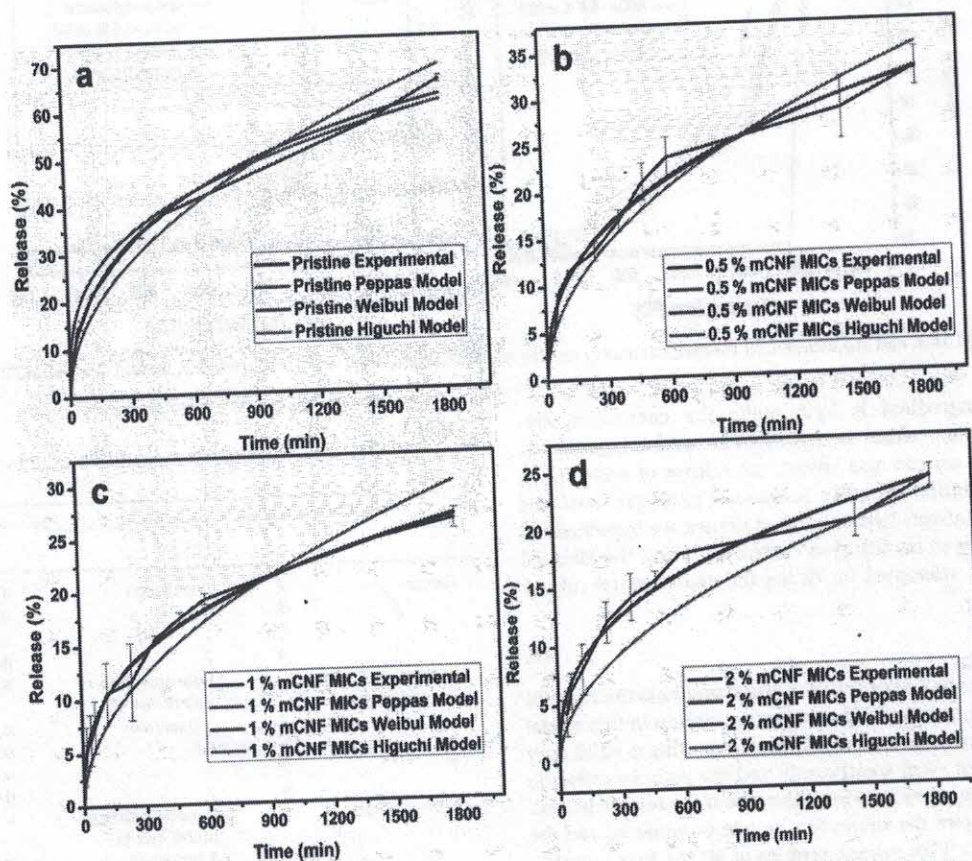 a
Release (%)
70
60
50
40
30
20
10
0
Pristine Experimental
Pristine Peppas Model
Pristine Weibul Model
Pristine Higuchi Model
0 300 600 900 1200 1500 1800
Time (min)
b
Release (%)
35
30
25
20
15
10
5
0
0.5 % mCNF MICs Experimental
0.5 % mCNF MICs Peppas Model
0.5 % mCNF MICs Weibul Model
0.5 % mCNF MICs Higuchi Model
0 300 600 900 1200 1500 1800
Time (min)
c
Release (%)
30
25
20
15
10
5
0
1 % mCNF MICs Experimental
1 % mCNF MICs Peppas Model
1 % mCNF MICs Weibul Model
1 % mCNF MICs Higuchi Model
0 300 600 900 1200 1500 1800
Time (min)
d
Release (%)
25
20
15
10
5
0
2 % mCNF MICs Experimental
2 % mCNF MICs Peppas Model
2 % mCNF MICs Weibul Model
2 % mCNF MICs Higuchi Model
0 300 600 900 1200 1500 1800
Time (min)